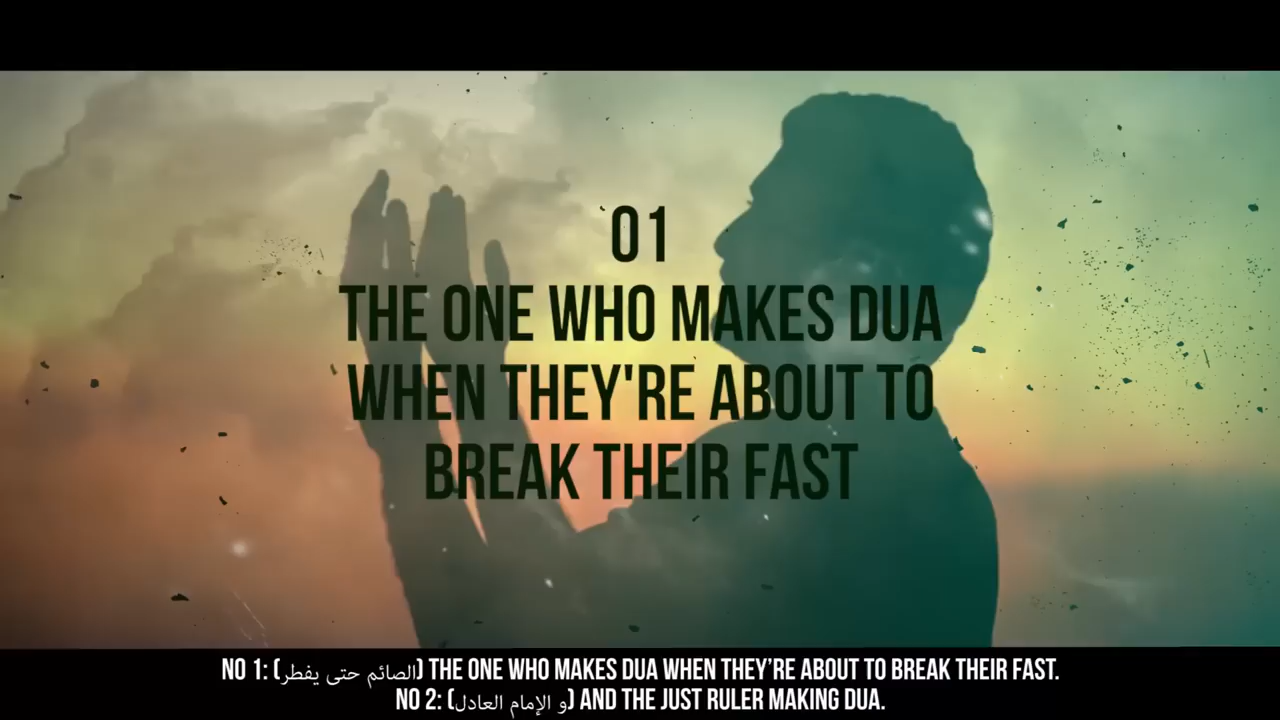 01
THE ONE WHO MAKES DUA
WHEN THEY'RE ABOUT TO
BREAK THEIR FAST
NO 1: (الصائم حتى يفطر) THE ONE WHO MAKES DUA WHEN THEY'RE ABOUT TO BREAK THEIR FAST.
NO 2: (و الإمام العادل) AND THE JUST RULER MAKING DUA.